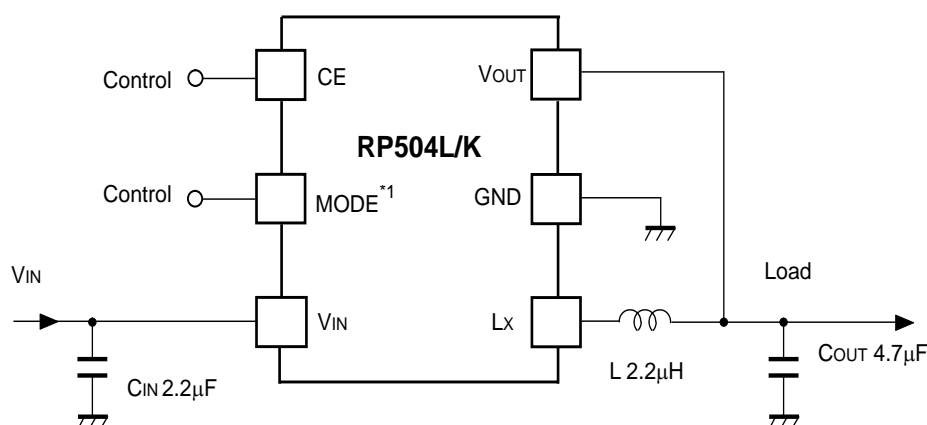 Control
CE
VOUT
RP504L/K
Control
MODE*1
GND
VIN
VIN
LX
Load
CIN 2.2μF
L 2.2μH
COUT 4.7μF